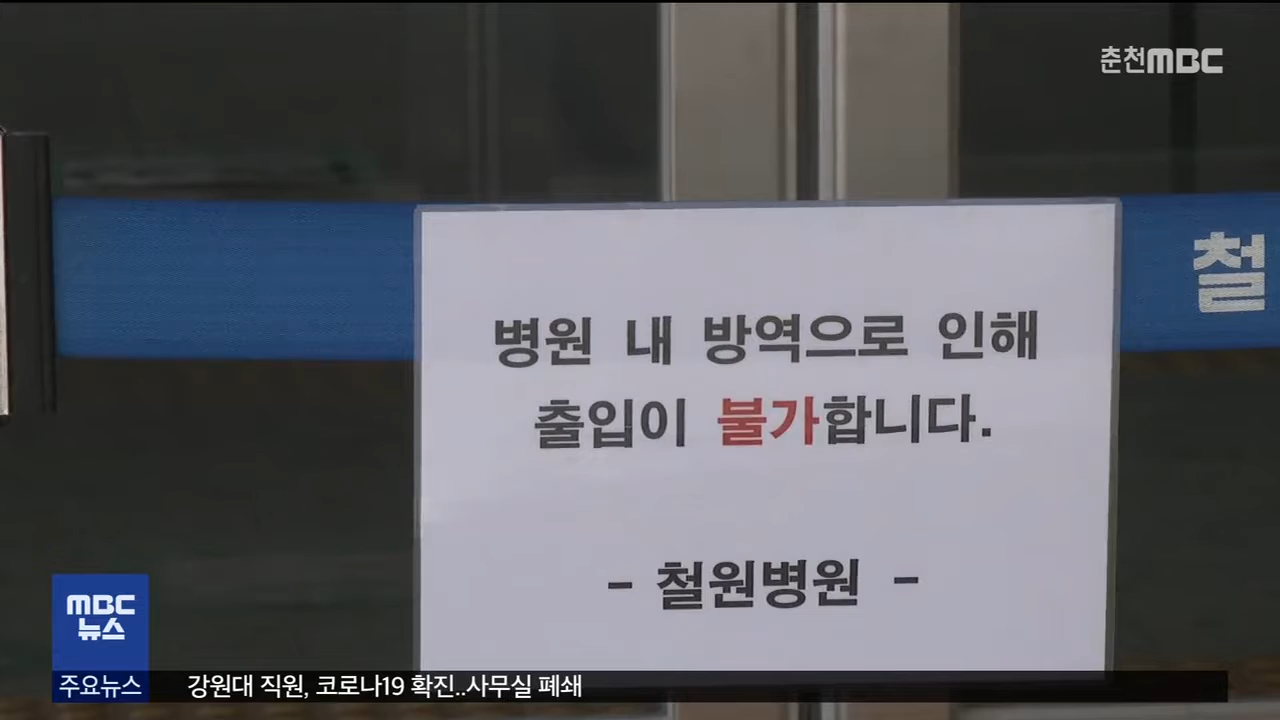 춘천MBC
철
병원 내 방역으로 인해
출입이 불가합니다.
- 철원병원 -
MBC
뉴스
주요뉴스 강원대 직원, 코로나19 확진..사무실 폐쇄